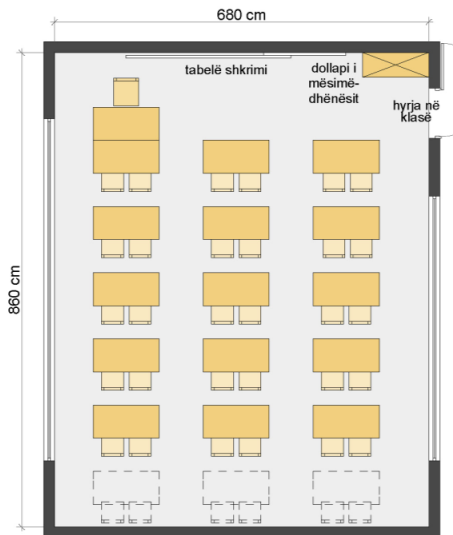 680 cm
tabelë shkrimi
dollapi i
mësimë-
dhënësit
hyrja në
klasë
860 cm